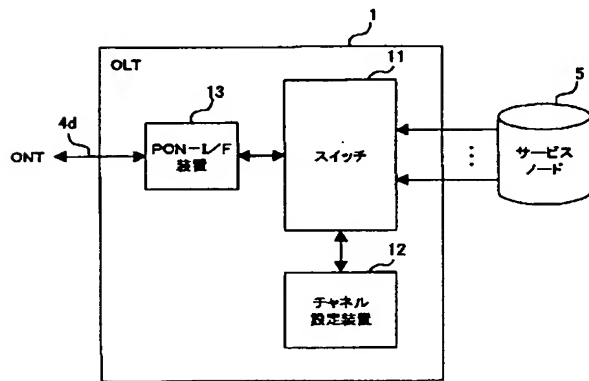 1
OLT
11
5
13
4d
ONT
PON-I/F
装置
スイッチ
サービス
ノード
12
チャネル
設定装置